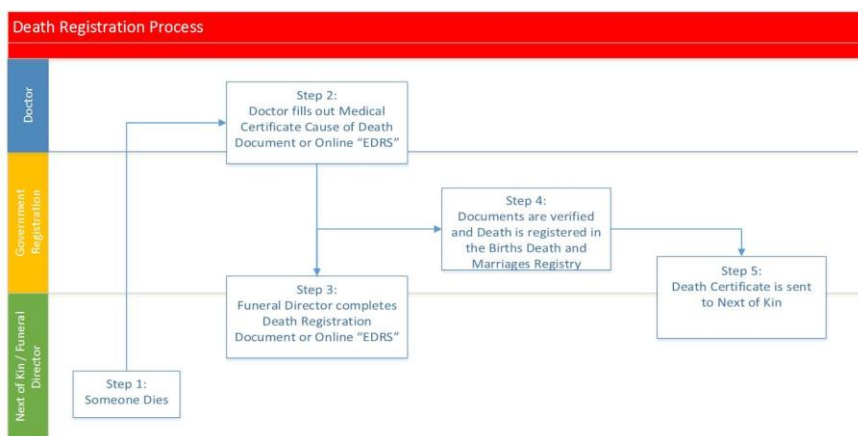 Death Registration Process
Doctor
Step 2:
Doctor fills out Medical
Certificate Cause of Death
Document or Online “EDRS”
Government
Registration
Step 4:
Documents are verified
and Death is registered in
the Births Death and
Marriages Registry
Step 5:
Death Certificate is sent
to Next of Kin
Step 3:
Funeral Director completes
Death Registration
Document or Online “EDRS”
Next of Kin / Funeral
Director
Step 1:
Someone Dies